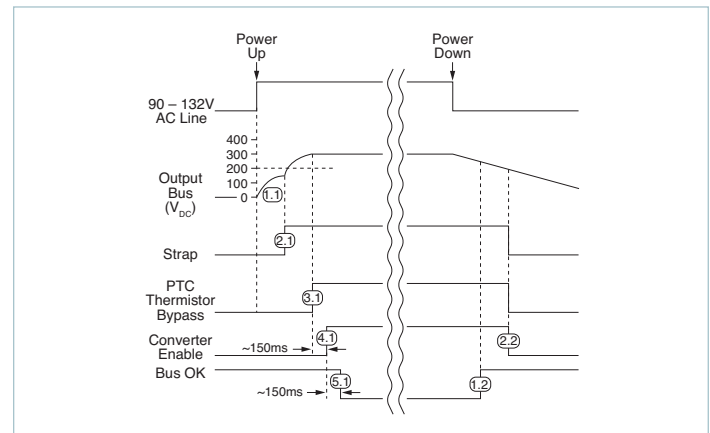 Power
Up
Power
Down
90 – 132V
AC Line
400
300
200
100
0
Output
Bus
(VDC)
1.1
2.1
Strap
PTC
Thermistor
Bypass
3.1
Converter
Enable
~150ms
4.1
2.2
Bus OK
~150ms
5.1
1.2